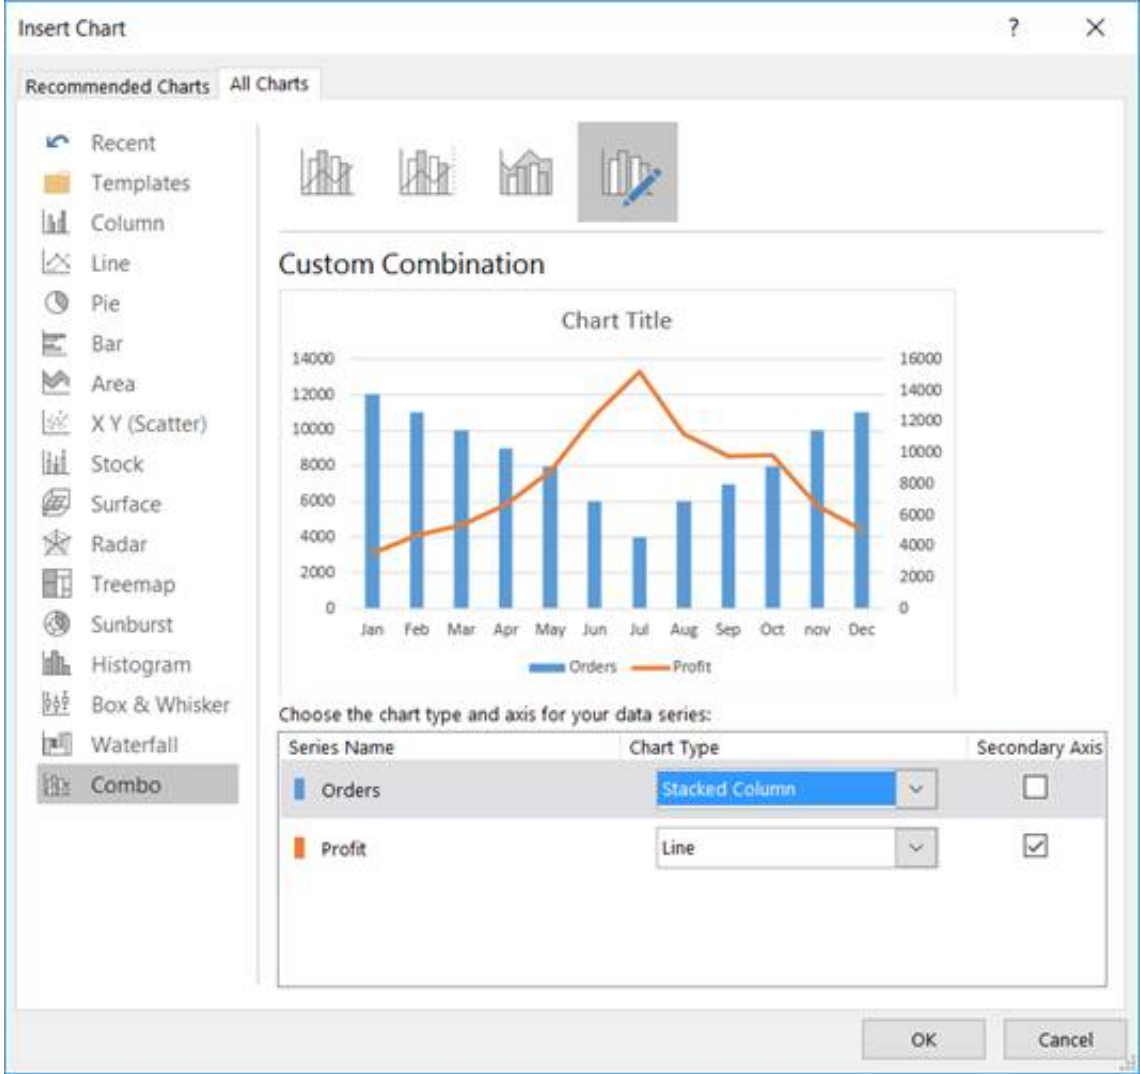 Insert Chart
?
Recommended Charts
All Charts
Recent
Templates
Column
Line
Pie
Bar
Area
X Y (Scatter)
Stock
Surface
Radar
Treemap
Sunburst
Histogram
Box & Whisker
Waterfall
Combo
Custom Combination
Chart Title
14000
12000
10000
8000
6000
4000
2000
0
16000
14000
12000
10000
8000
6000
4000
2000
0
Jan Feb Mar Apr May Jun Jul Aug Sep Oct nov Dec
Orders Profit
Choose the chart type and axis for your data series:
Series Name Chart Type Secondary Axis
Orders Stacked Column
Profit Line
OK Cancel